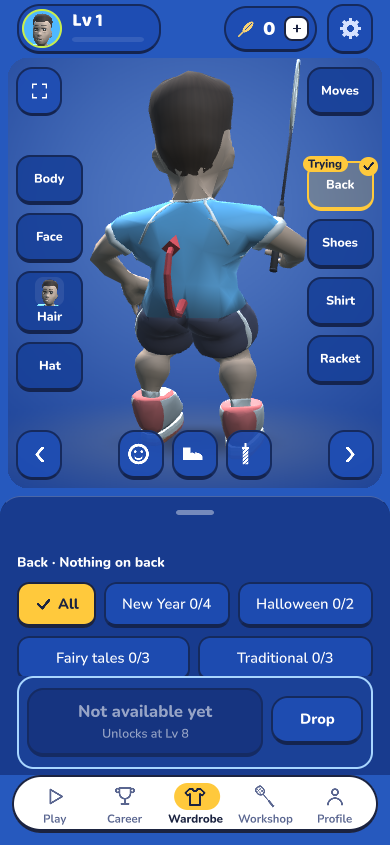 Lv 1
0
+
Moves
Trying
Back
Body
Face
Shoes
Hair
Shirt
Hat
Racket
Back · Nothing on back
All
New Year 0/4
Halloween 0/2
Fairy tales 0/3
Traditional 0/3
Not available yet
Unlocks at Lv 8
Drop
Play
Career
Wardrobe
Workshop
Profile